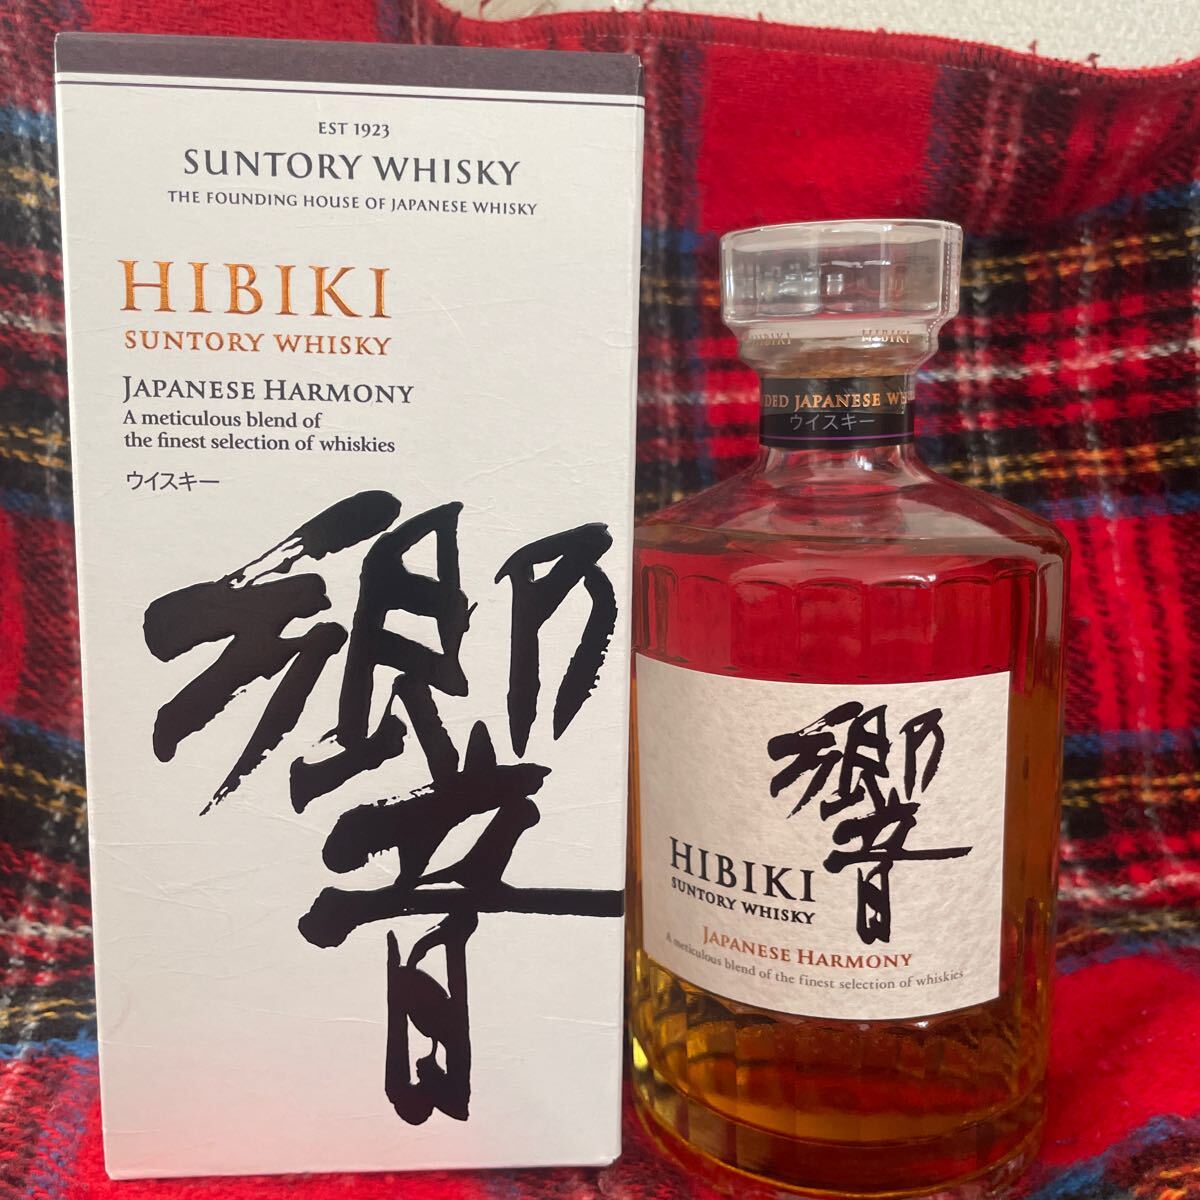 EST 1923
SUNTORY WHISKY
THE FOUNDING HOUSE OF JAPANESE WHISKY
HIBIKI
SUNTORY WHISKY
JAPANESE HARMONY
A meticulous blend of
the finest selection of whiskies
ウイスキー
響
HIBIKI
HIBIKI
DED JAPANESE
ウイスキー
響
HIBIKI
SUNTORY WHISKY
JAPANESE HARMONY
A meticulous blend of the finest selection of whiskies